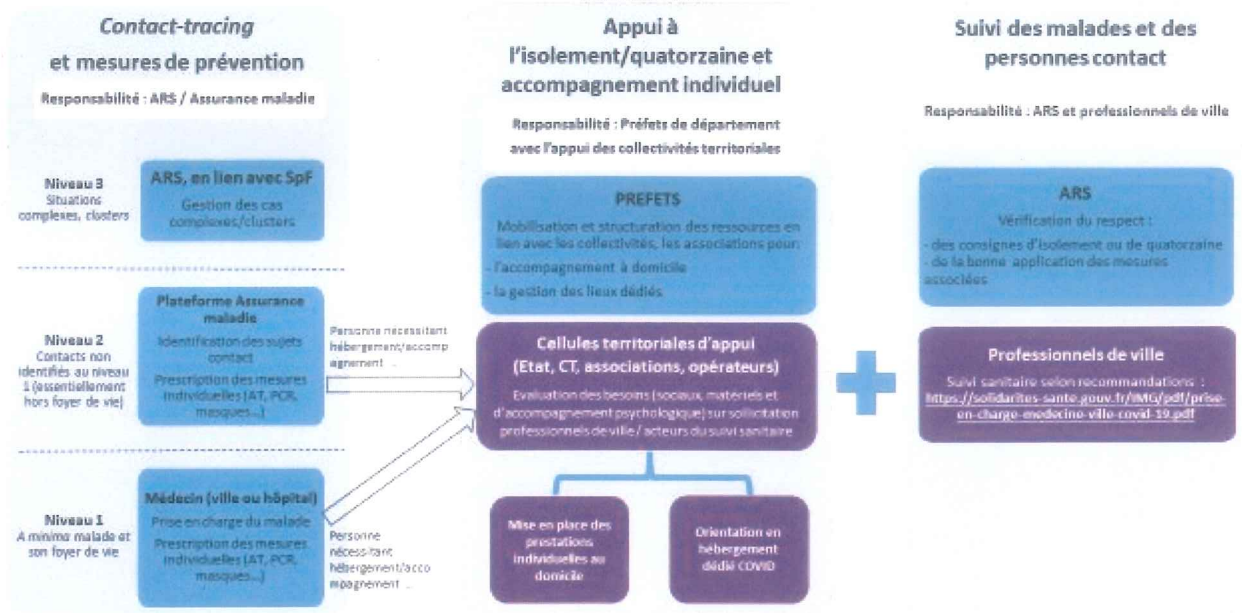 Contact-tracing
et mesures de prévention
Responsabilité : ARS / Assurance maladie
Niveau 3
Situations
complexes, clusters
ARS, en lien avec SpF
Gestion des cas
complexes/clusters
Niveau 2
Contacts non
identifiés au niveau
1 (essentiellement
hors foyer de vie)
Plateforme Assurance
maladie
Identification des sujets
contact
Prescription des mesures
individuelles (AT, PCR,
masques...)
Personne nécessitant
hébergement/accomp
agnement ..
Niveau 1
A minima malade et
son foyer de vie
Médecin (ville ou hôpital)
Prise en charge du malade
Prescription des mesures
individuelles (AT, PCR,
masques...)
Personne
nécessitant
hébergement/acco
mpagnement ..
Appui à
l'isolement/quatorzaine et
accompagnement individuel
Responsabilité : Préfets de département
avec l'appui des collectivités territoriales
PREFETS
Mobilisation et structuration des ressources en
lien avec les collectivités, les associations pour:
- l'accompagnement à domicile
- la gestion des lieux dédiés
Cellules territoriales d'appui
(Etat, CT, associations, opérateurs)
Evaluation des besoins (sociaux, matériels et
d'accompagnement psychologique) sur sollicitation
professionnels de ville / acteurs du suivi sanitaire
Mise en place des
prestations
individuelles au
domicile
Orientation en
hébergement
dédié COVID
Suivi des malades et des
personnes contact
Responsabilité : ARS et professionnels de ville
ARS
Vérification du respect :
- des consignes d'isolement ou de quatorzaine
- de la bonne application des mesures
associées
Professionnels de ville
Suivi sanitaire selon recommandations :
https://solidarites-sante.gouv.fr/IMG/pdf/prise-
en-charge-medecine-ville-covid-19.pdf